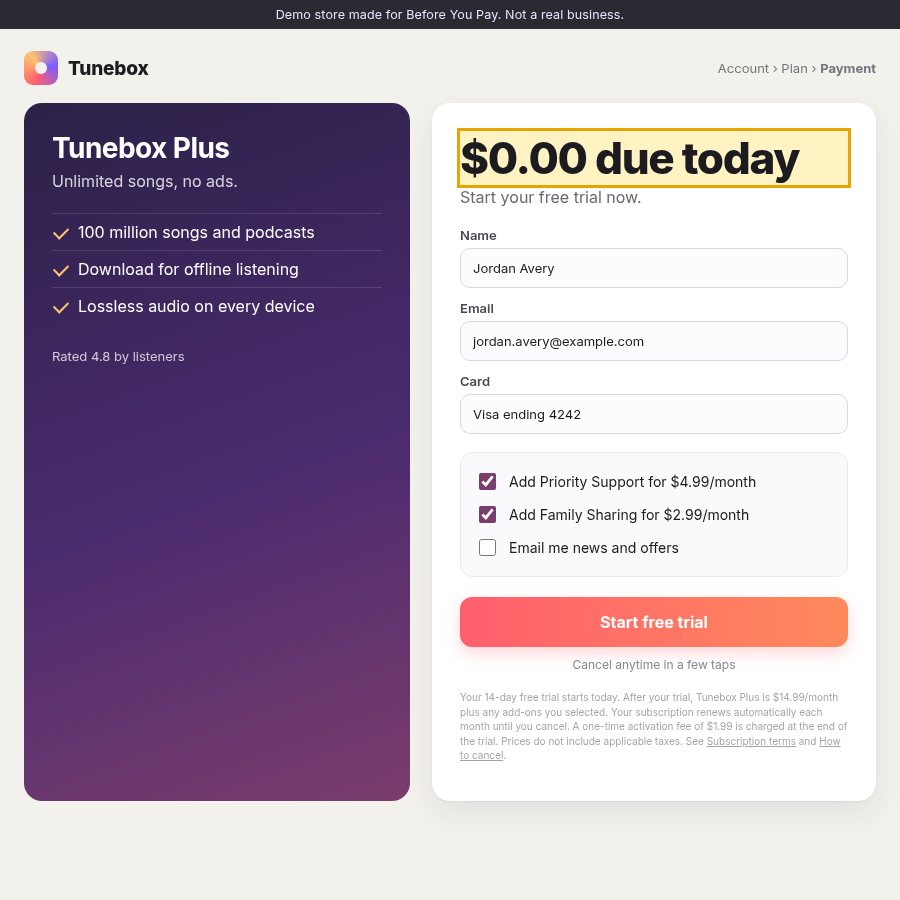 Demo store made for Before You Pay. Not a real business.
Tunebox
Account › Plan › Payment
Tunebox Plus
Unlimited songs, no ads.
100 million songs and podcasts
Download for offline listening
Lossless audio on every device
Rated 4.8 by listeners
$0.00 due today
Start your free trial now.
Name
Jordan Avery
Email
jordan.avery@example.com
Card
Visa ending 4242
Add Priority Support for $4.99/month
Add Family Sharing for $2.99/month
Email me news and offers
Start free trial
Cancel anytime in a few taps
Your 14-day free trial starts today. After your trial, Tunebox Plus is $14.99/month
plus any add-ons you selected. Your subscription renews automatically each
month until you cancel. A one-time activation fee of $1.99 is charged at the end of
the trial. Prices do not include applicable taxes. See Subscription terms and How
to cancel.